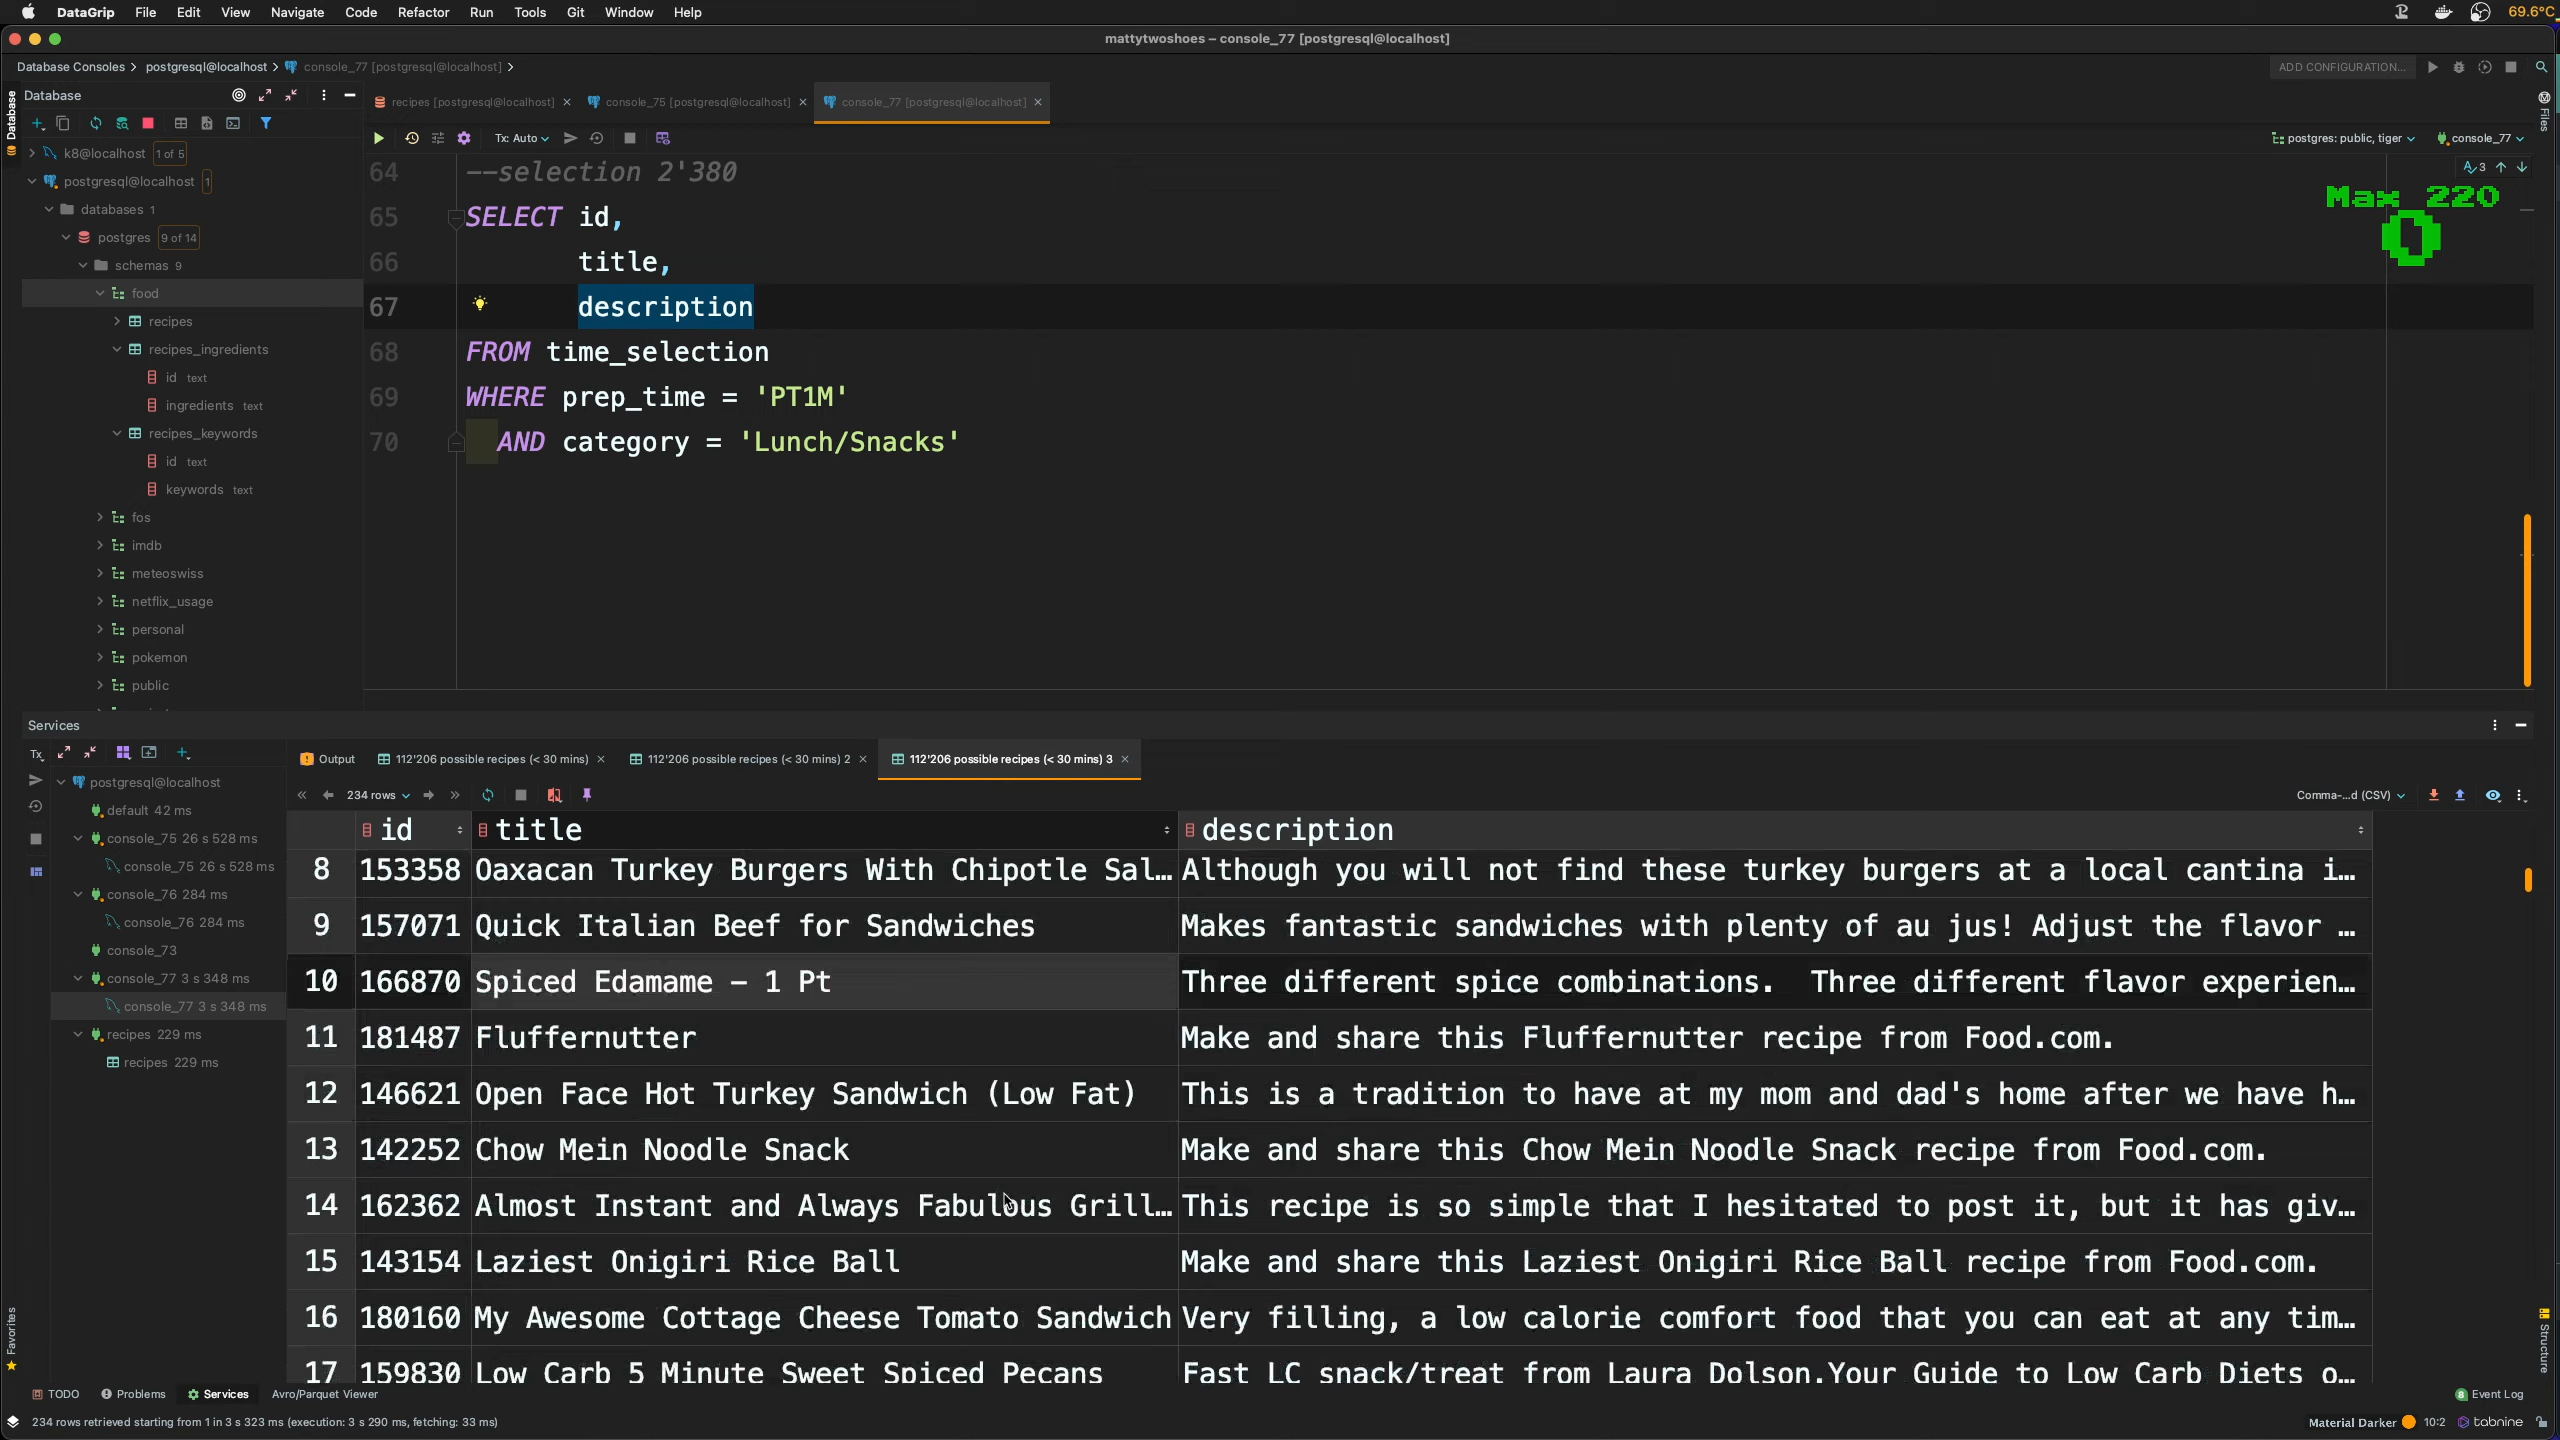 DataGrip File Edit View Navigate Code Refactor Run Tools Git Window Help 69.6°C
mattytwoshoes – console_77 [postgresql@localhost]
Database Consoles postgresql@localhost console_77 [postgresql@localhost] ADD CONFIGURATION...
Database
Database
recipes [postgresql@localhost]
console_75 [postgresql@localhost]
console_77 [postgresql@localhost]
Files
Tx: Auto
postgres: public, tiger
console_77
k8@localhost 1 of 5
postgresql@localhost 1
databases 1
postgres 9 of 14
schemas 9
food
recipes
recipes_ingredients
id text
ingredients text
recipes_keywords
id text
keywords text
fos
imdb
meteoswiss
netflix_usage
personal
pokemon
public
3
Max 220
0
64 --selection 2'380
65 SELECT id,
66 title,
67 description
68 FROM time_selection
69 WHERE prep_time = 'PT1M'
70 AND category = 'Lunch/Snacks'
Services
Tx
postgresql@localhost
default 42 ms
console_75 26 s 528 ms
console_75 26 s 528 ms
console_76 284 ms
console_76 284 ms
console_73
console_77 3 s 348 ms
console_77 3 s 348 ms
recipes 229 ms
recipes 229 ms
Output
112'206 possible recipes (< 30 mins)
112'206 possible recipes (< 30 mins) 2
112'206 possible recipes (< 30 mins) 3
234 rows
Comma-...d (CSV)
id title description
8 153358 Oaxacan Turkey Burgers With Chipotle Sal... Although you will not find these turkey burgers at a local cantina i...
9 157071 Quick Italian Beef for Sandwiches Makes fantastic sandwiches with plenty of au jus! Adjust the flavor ...
10 166870 Spiced Edamame - 1 Pt Three different spice combinations.  Three different flavor experien...
11 181487 Fluffernutter Make and share this Fluffernutter recipe from Food.com.
12 146621 Open Face Hot Turkey Sandwich (Low Fat) This is a tradition to have at my mom and dad's home after we have h...
13 142252 Chow Mein Noodle Snack Make and share this Chow Mein Noodle Snack recipe from Food.com.
14 162362 Almost Instant and Always Fabulous Grill... This recipe is so simple that I hesitated to post it, but it has giv...
15 143154 Laziest Onigiri Rice Ball Make and share this Laziest Onigiri Rice Ball recipe from Food.com.
16 180160 My Awesome Cottage Cheese Tomato Sandwich Very filling, a low calorie comfort food that you can eat at any tim...
17 159830 Low Carb 5 Minute Sweet Spiced Pecans Fast LC snack/treat from Laura Dolson.Your Guide to Low Carb Diets o...
Favorites
Structure
TODO Problems Services Avro/Parquet Viewer 8 Event Log
234 rows retrieved starting from 1 in 3 s 323 ms (execution: 3 s 290 ms, fetching: 33 ms) Material Darker 10:2 tabnine